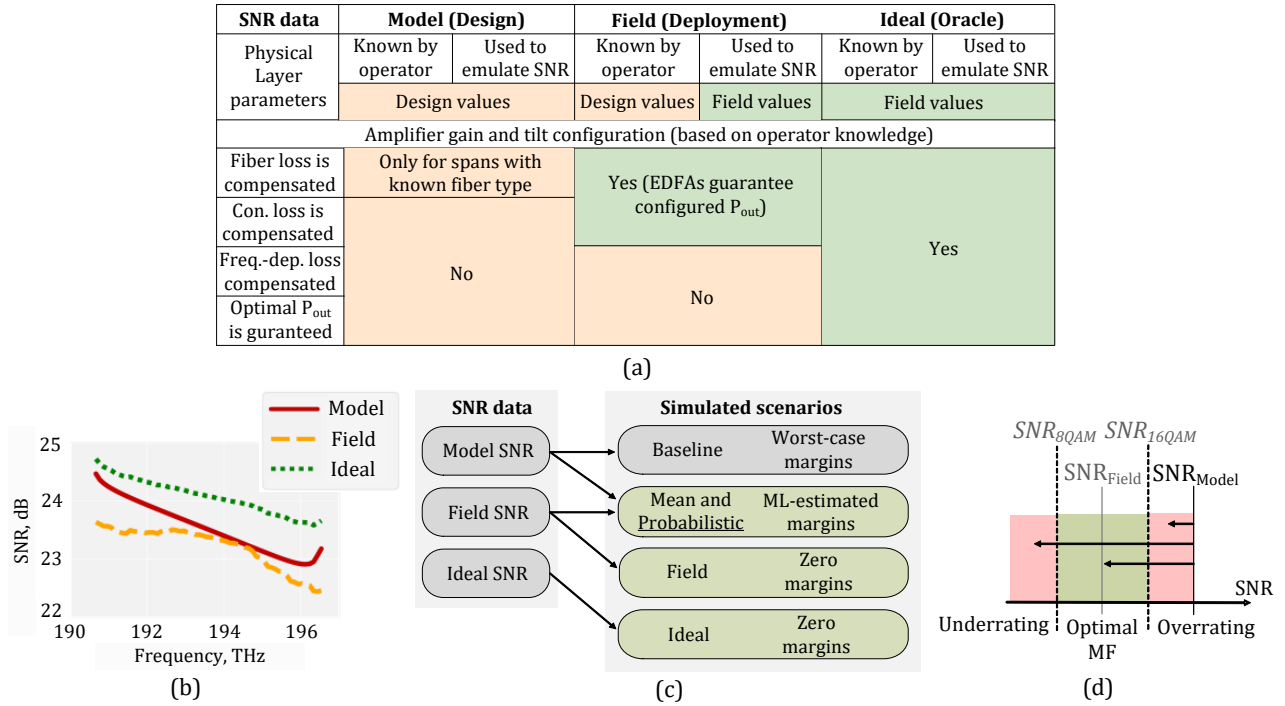 SNR data Model (Design) Field (Deployment) Ideal (Oracle)
Physical Layer parameters
Known by operator
Used to emulate SNR
Known by operator
Used to emulate SNR
Known by operator
Used to emulate SNR
Design values Design values Field values Field values
Amplifier gain and tilt configuration (based on operator knowledge)
Fiber loss is
compensated
Only for spans with
known fiber type
Yes (EDFAs guarantee
configured Pout)
Yes
Con. loss is
compensated
No
Freq.-dep. loss
compensated
No
Optimal Pout
is guranteed
(a)
Model
Field
Ideal
25
24
23
22
SNR, dB
190 192 194 196
Frequency, THz
(b)
SNR data Simulated scenarios
Model SNR
Baseline
Worst-case
margins
Field SNR
Mean and
Probabilistic
ML-estimated
margins
Field
Zero
margins
Ideal SNR
Ideal
Zero
margins
(c)
SNR8QAM SNR16QAM
SNRField SNRModel
SNR
Underrating Optimal Overrating
MF
(d)